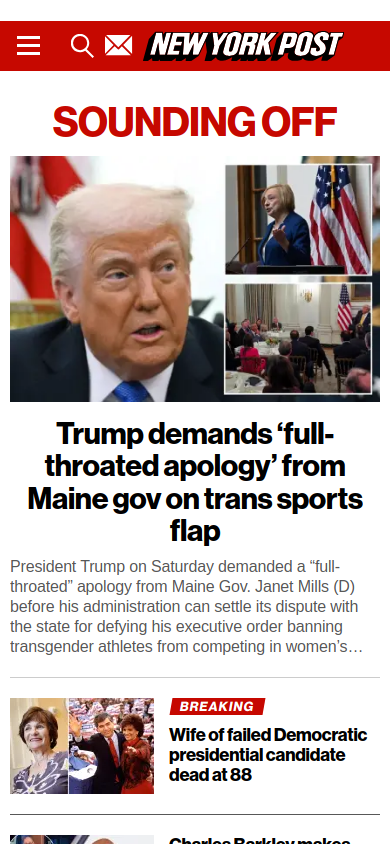 NEW YORK POST
SOUNDING OFF
Trump demands ‘full-
throated apology’ from
Maine gov on trans sports
flap
President Trump on Saturday demanded a “full-
throated” apology from Maine Gov. Janet Mills (D)
before his administration can settle its dispute with
the state for defying his executive order banning
transgender athletes from competing in women’s…
BREAKING
Wife of failed Democratic
presidential candidate
dead at 88
Charles Barkley makes